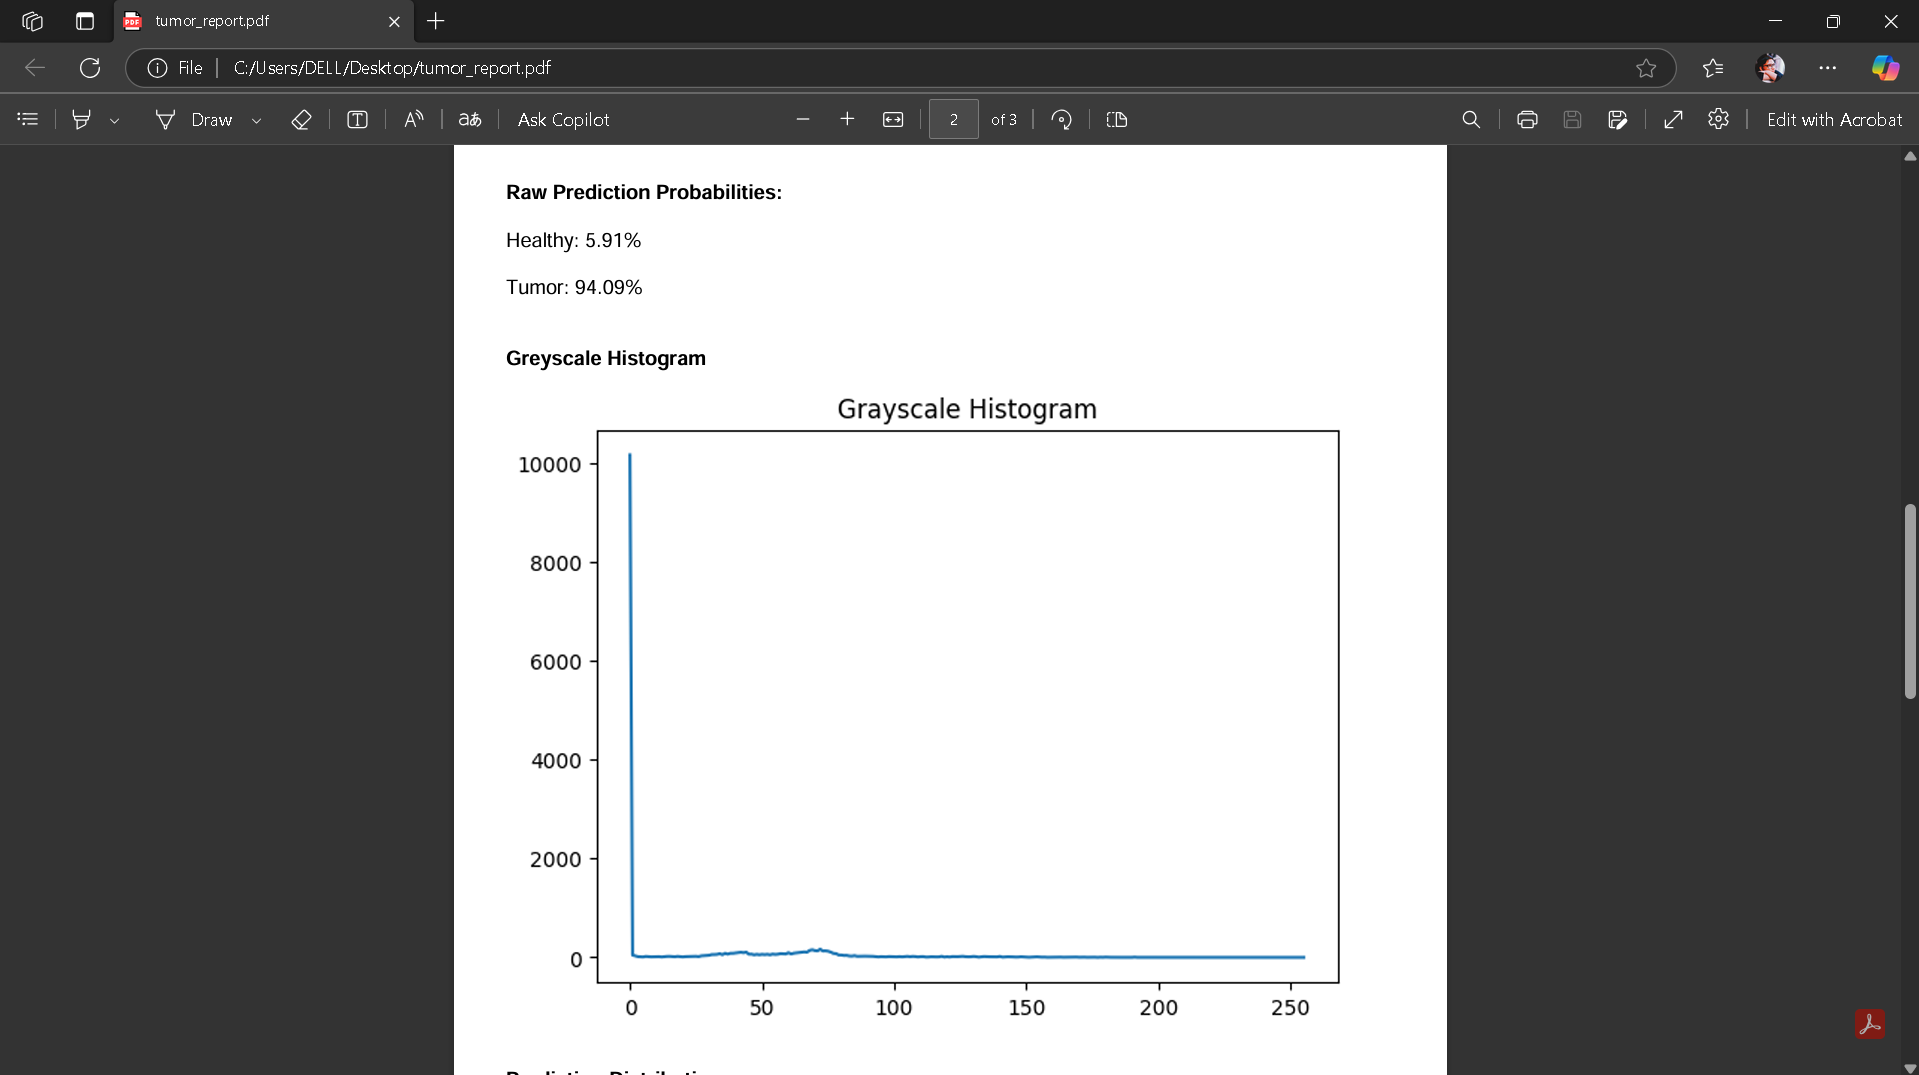 tumor_report.pdf
File
C:/Users/DELL/Desktop/tumor_report.pdf
Draw
aあ
Ask Copilot
2 of 3
Edit with Acrobat
Raw Prediction Probabilities:
Healthy: 5.91%
Tumor: 94.09%
Greyscale Histogram
Grayscale Histogram
10000
8000
6000
4000
2000
0
0 50 100 150 200 250